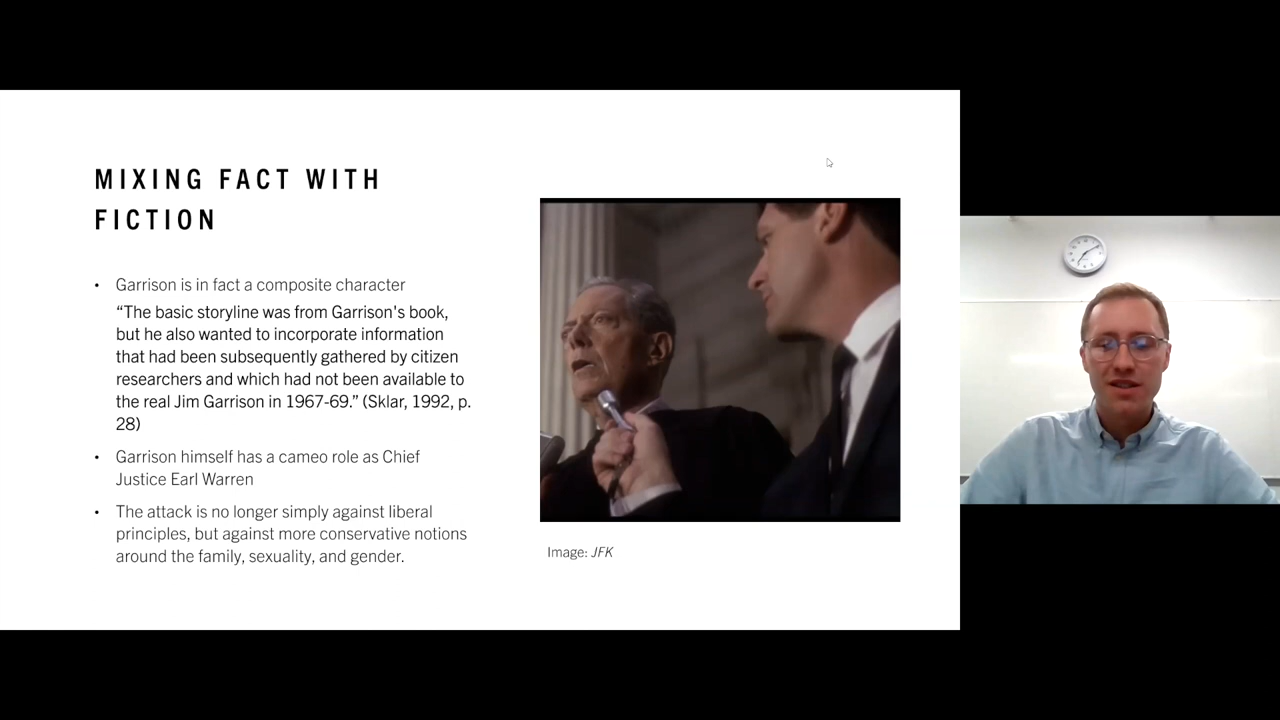 MIXING FACT WITH
FICTION
• Garrison is in fact a composite character
“The basic storyline was from Garrison's book,
but he also wanted to incorporate information
that had been subsequently gathered by citizen
researchers and which had not been available to
the real Jim Garrison in 1967-69.” (Sklar, 1992, p.
28)
• Garrison himself has a cameo role as Chief
Justice Earl Warren
• The attack is no longer simply against liberal
principles, but against more conservative notions
around the family, sexuality, and gender.
Image: JFK